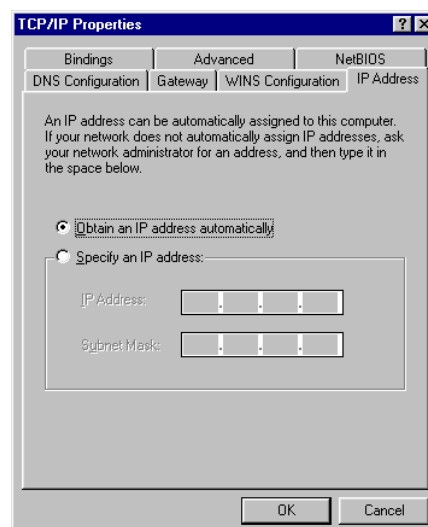 TCP/IP Properties
Bindings Advanced NetBIOS
DNS Configuration Gateway WINS Configuration IP Address
An IP address can be automatically assigned to this computer.
If your network does not automatically assign IP addresses, ask
your network administrator for an address, and then type it in
the space below.
Obtain an IP address automatically
Specify an IP address:
IP Address:
Subnet Mask:
OK Cancel